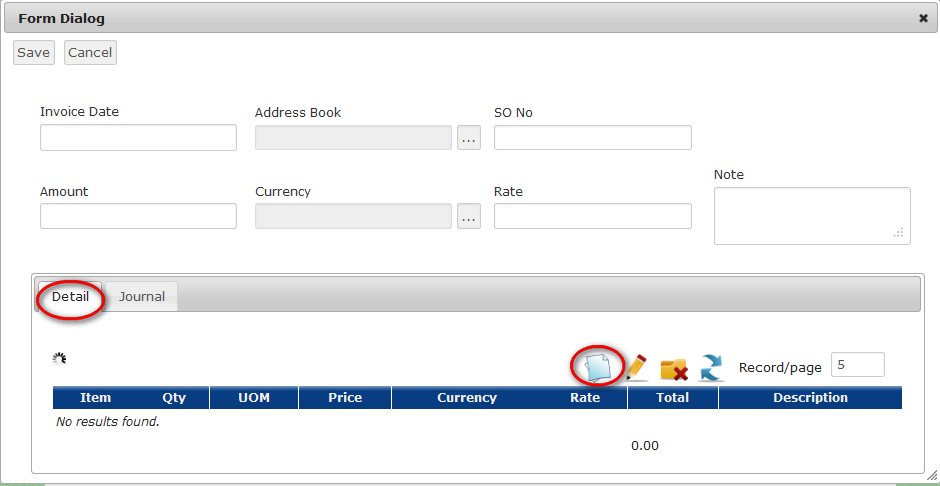 Form Dialog
Save Cancel
Invoice Date Address Book SO No
... 
Amount Currency Rate Note
...
Detail Journal
Record/page 5
Item Qty UOM Price Currency Rate Total Description
No results found.
0.00